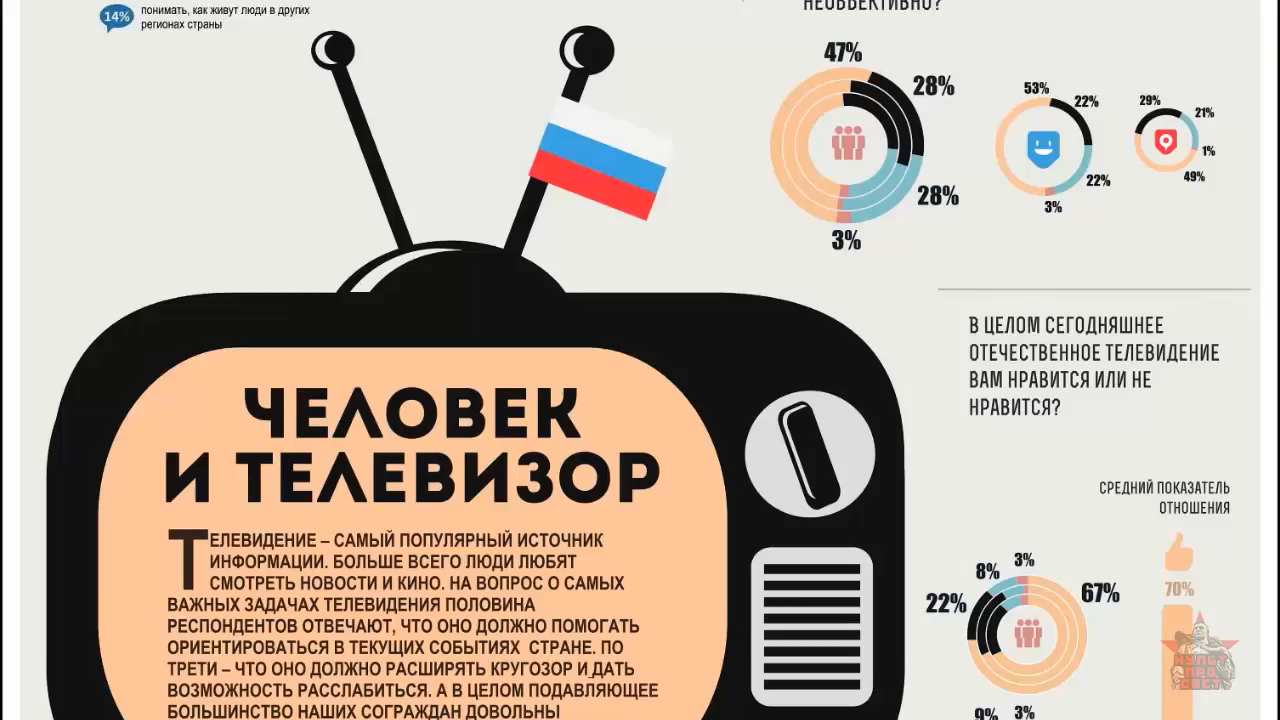 14%
понимать, как живут люди в других
регионах страны
НЕОБЪЕКТИВНО?
47%
28%
28%
3%
53%
22%
22%
3%
29%
21%
1%
49%
В ЦЕЛОМ СЕГОДНЯШНЕЕ
ОТЕЧЕСТВЕННОЕ ТЕЛЕВИДЕНИЕ
ВАМ НРАВИТСЯ ИЛИ НЕ
НРАВИТСЯ?
СРЕДНИЙ ПОКАЗАТЕЛЬ
ОТНОШЕНИЯ
70%
3%
8%
22%
67%
9%
3%
ЧЕЛОВЕК
И ТЕЛЕВИЗОР
ТЕЛЕВИДЕНИЕ – САМЫЙ ПОПУЛЯРНЫЙ ИСТОЧНИК
ИНФОРМАЦИИ. БОЛЬШЕ ВСЕГО ЛЮДИ ЛЮБЯТ
СМОТРЕТЬ НОВОСТИ И КИНО. НА ВОПРОС О САМЫХ
ВАЖНЫХ ЗАДАЧАХ ТЕЛЕВИДЕНИЯ ПОЛОВИНА
РЕСПОНДЕНТОВ ОТВЕЧАЮТ, ЧТО ОНО ДОЛЖНО ПОМОГАТЬ
ОРИЕНТИРОВАТЬСЯ В ТЕКУЩИХ СОБЫТИЯХ СТРАНЕ. ПО
ТРЕТИ – ЧТО ОНО ДОЛЖНО РАСШИРЯТЬ КРУГОЗОР И ДАТЬ
ВОЗМОЖНОСТЬ РАССЛАБИТЬСЯ. А В ЦЕЛОМ ПОДАВЛЯЮЩЕЕ
БОЛЬШИНСТВО НАШИХ СОГРАЖДАН ДОВОЛЬНЫ
КУЛЬТ
ПРО
СВЕТ